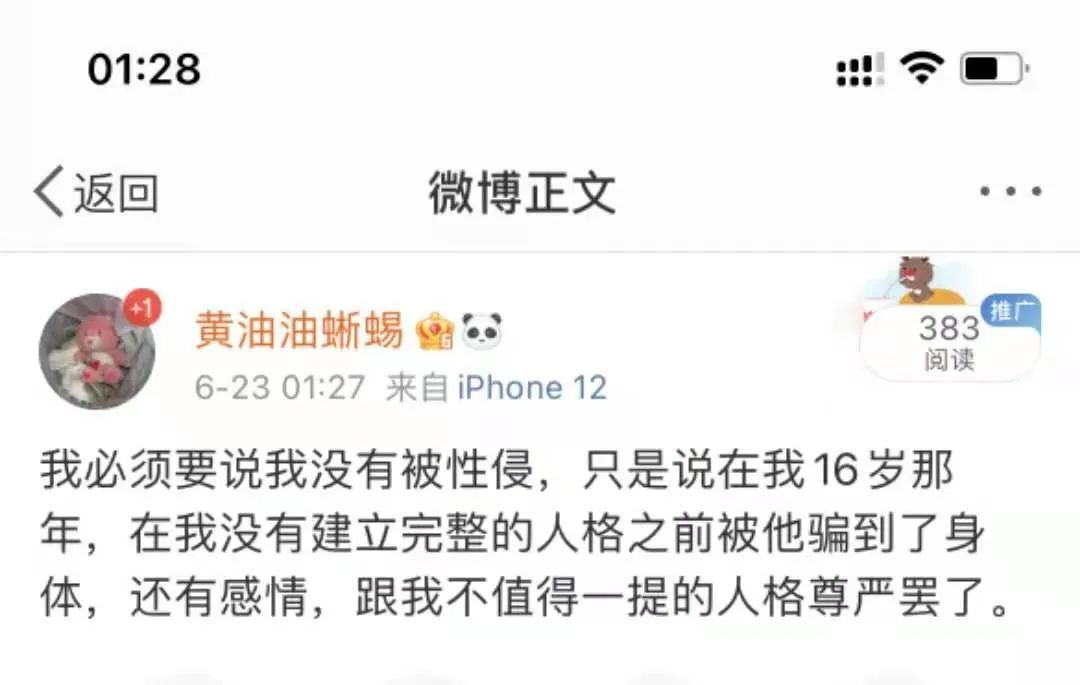 01:28
返回
微博正文
+1
黄油油蜥蜴
6
推广
383
阅读
6-23 01:27 来自 iPhone 12
我必须要说我没有被性侵，只是说在我16岁那
年，在我没有建立完整的人格之前被他骗到了身
体，还有感情，跟我不值得一提的人格尊严罢了。